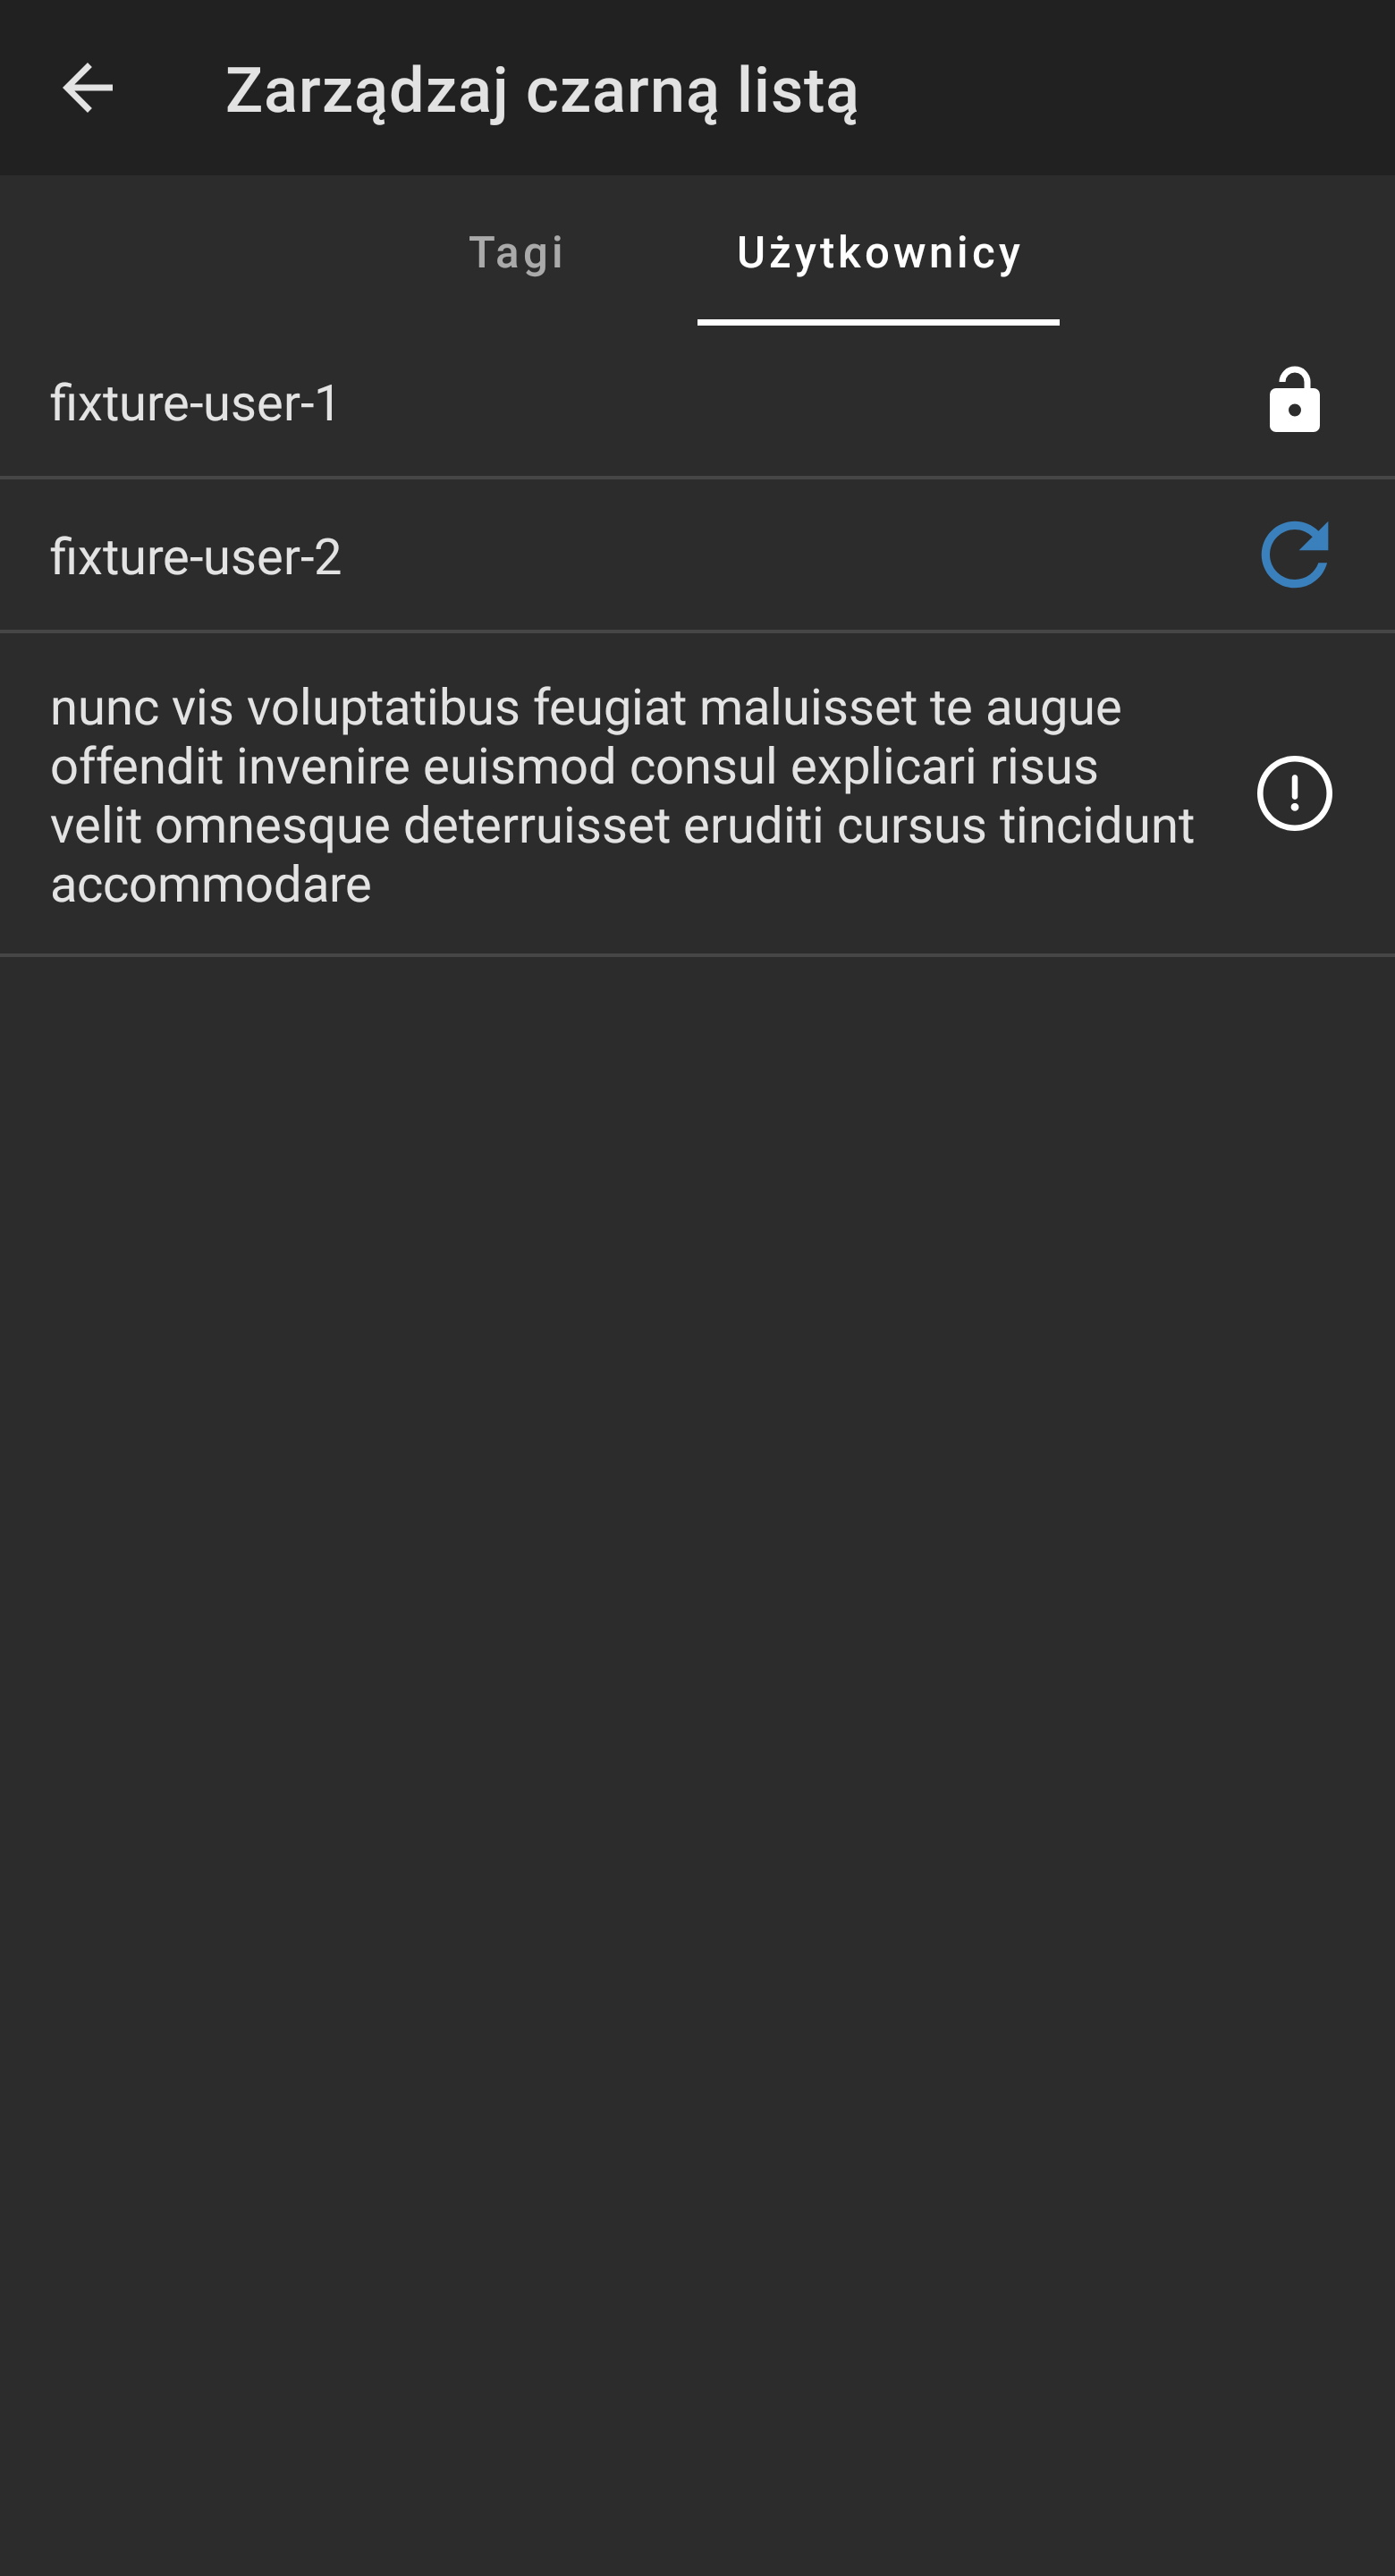 Zarządzaj czarną listą
Tagi
Użytkownicy
fixture-user-1
fixture-user-2
nunc vis voluptatibus feugiat maluisset te augue
offendit invenire euismod consul explicari risus
velit omnesque deterruisset eruditi cursus tincidunt
accommodare